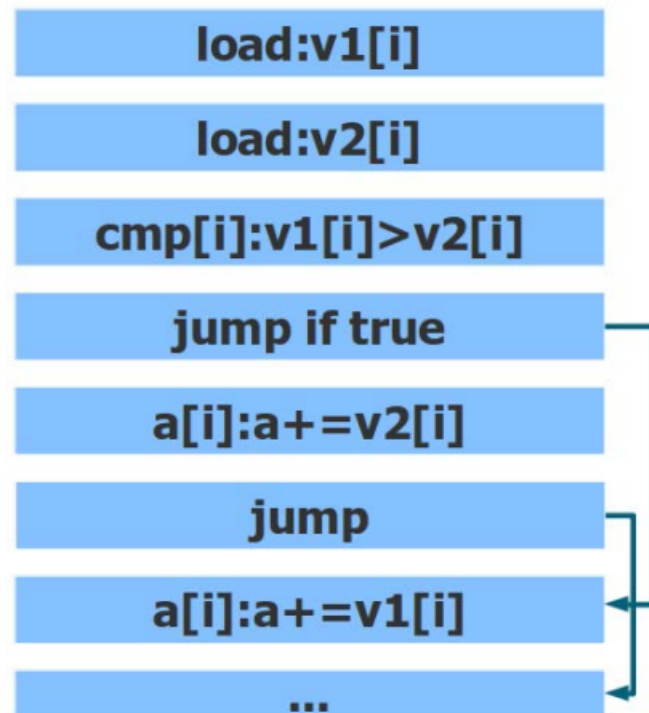 load:v1[i]
load:v2[i]
cmp[i]:v1[i]>v2[i]
jump if true
a[i]:a+=v2[i]
jump
a[i]:a+=v1[i]
...